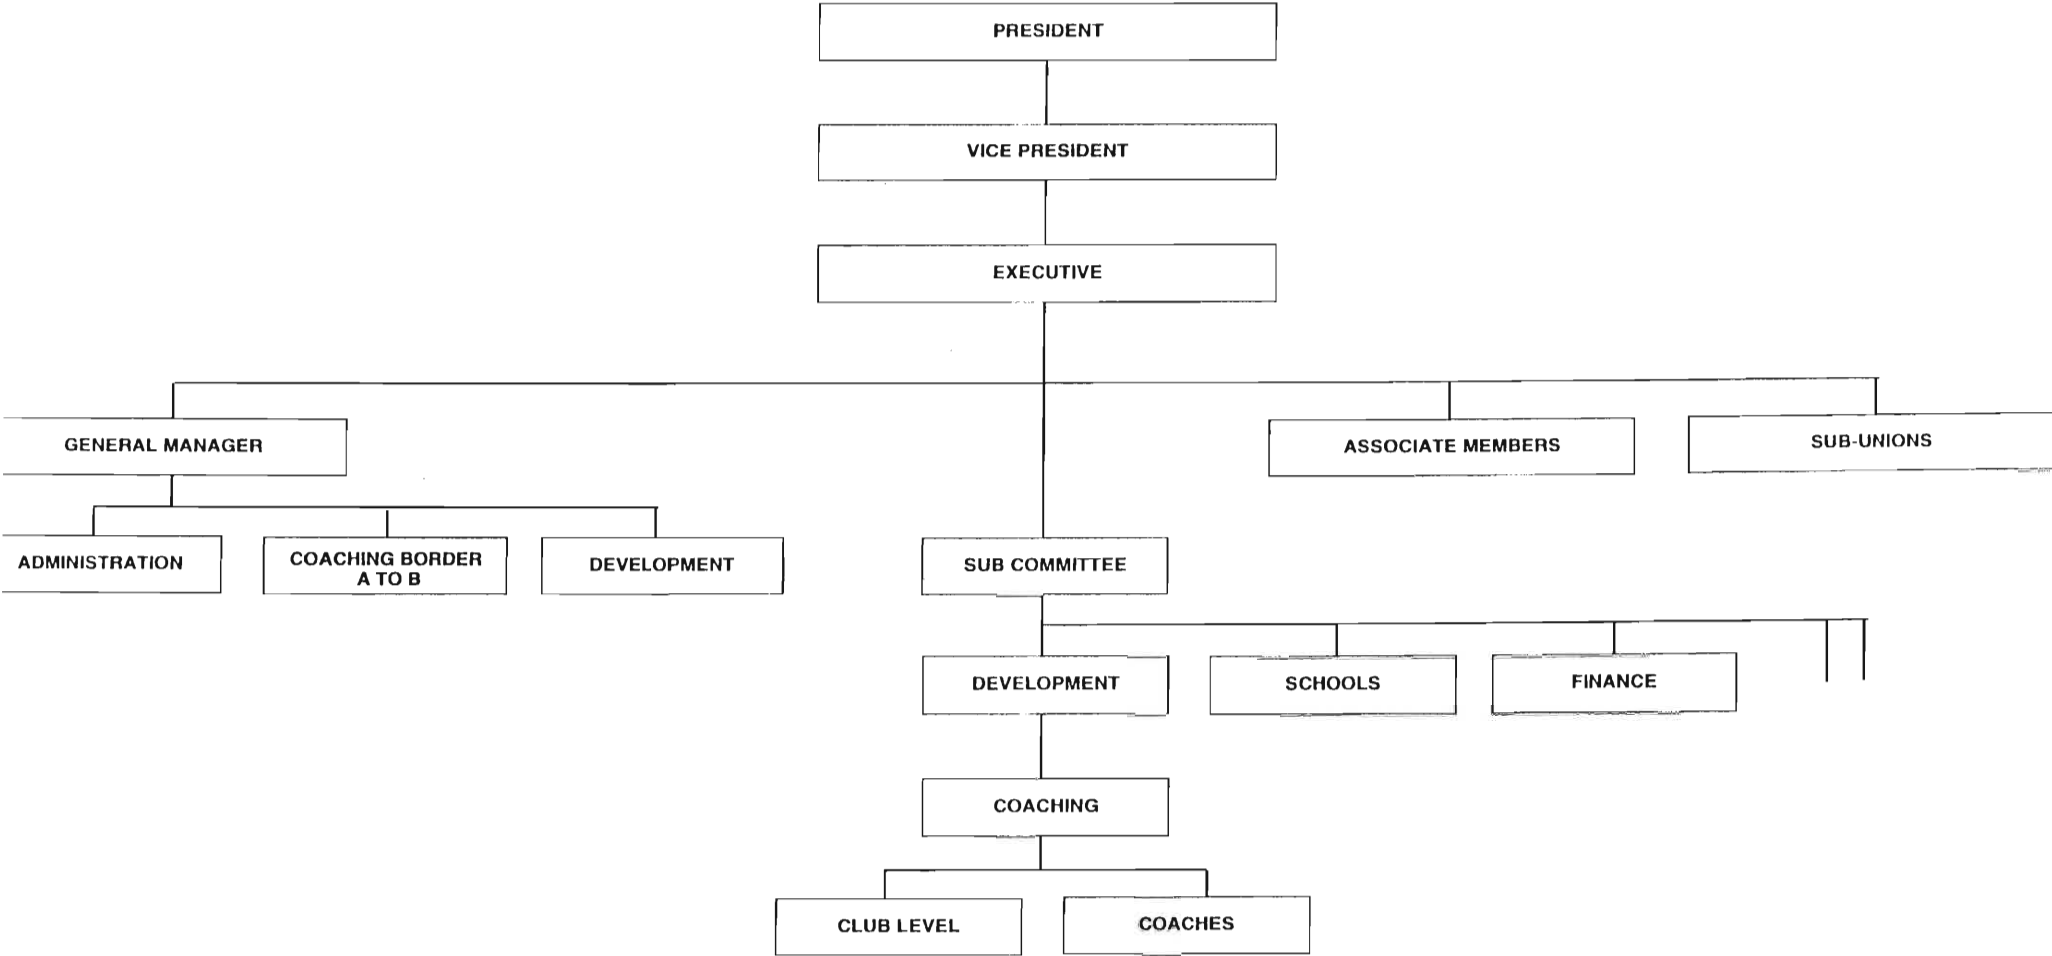 PRESIDENT
VICE PRESIDENT
EXECUTIVE
GENERAL MANAGER
ASSOCIATE MEMBERS
SUB-UNIONS
ADMINISTRATION
COACHING BORDER
A TO B
DEVELOPMENT
SUB COMMITTEE
DEVELOPMENT
SCHOOLS
FINANCE
COACHING
CLUB LEVEL
COACHES